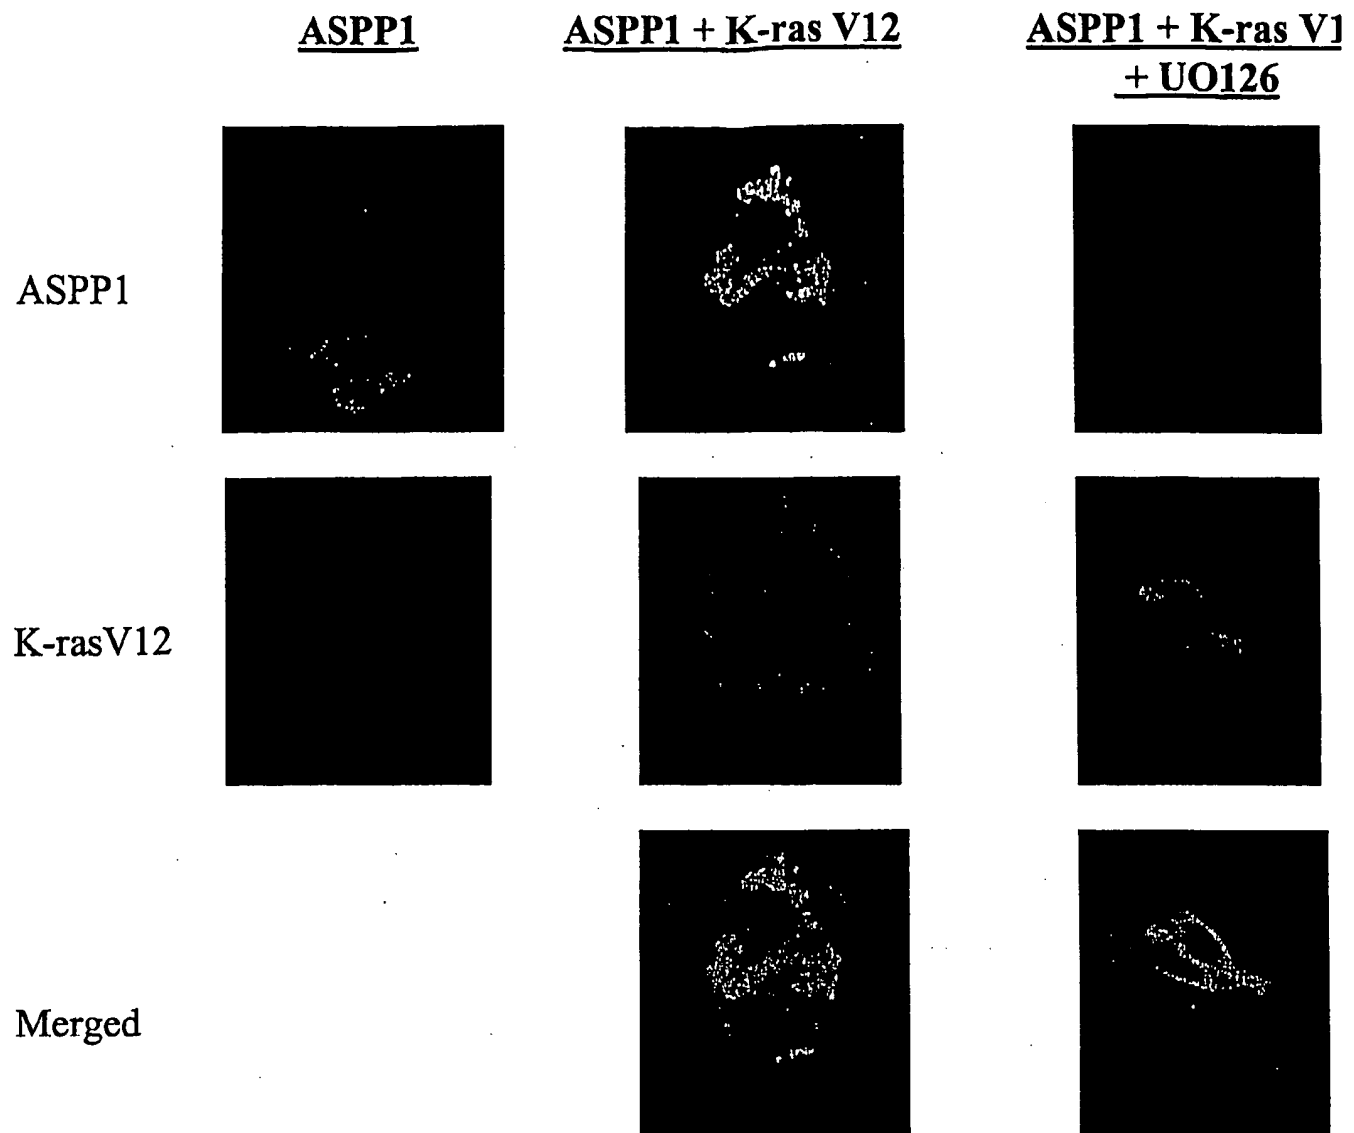 ASPP1
ASPP1 + K-ras V12
ASPP1 + K-ras V1
+ UO126
ASPP1
K-rasV12
Merged